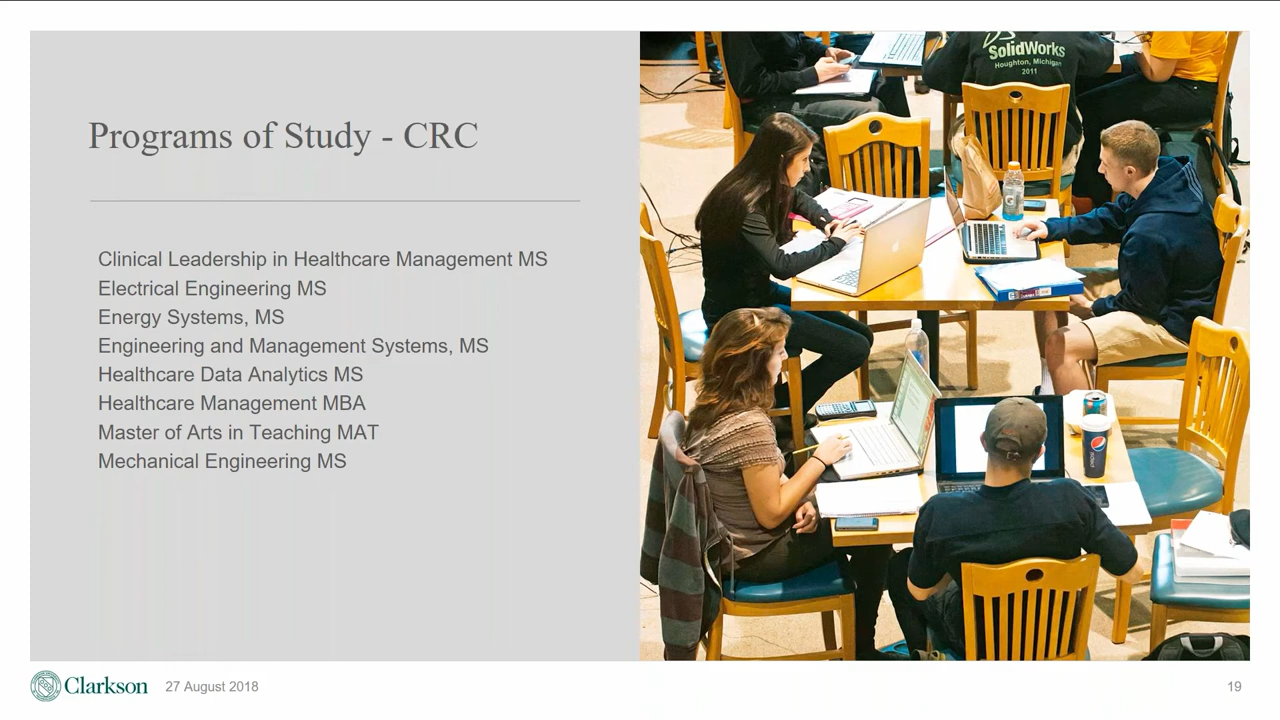 Programs of Study - CRC
Clinical Leadership in Healthcare Management MS
Electrical Engineering MS
Energy Systems, MS
Engineering and Management Systems, MS
Healthcare Data Analytics MS
Healthcare Management MBA
Master of Arts in Teaching MAT
Mechanical Engineering MS
SolidWorks
Houghton, Michigan
2011
G
pepsi
Clarkson
27 August 2018
19